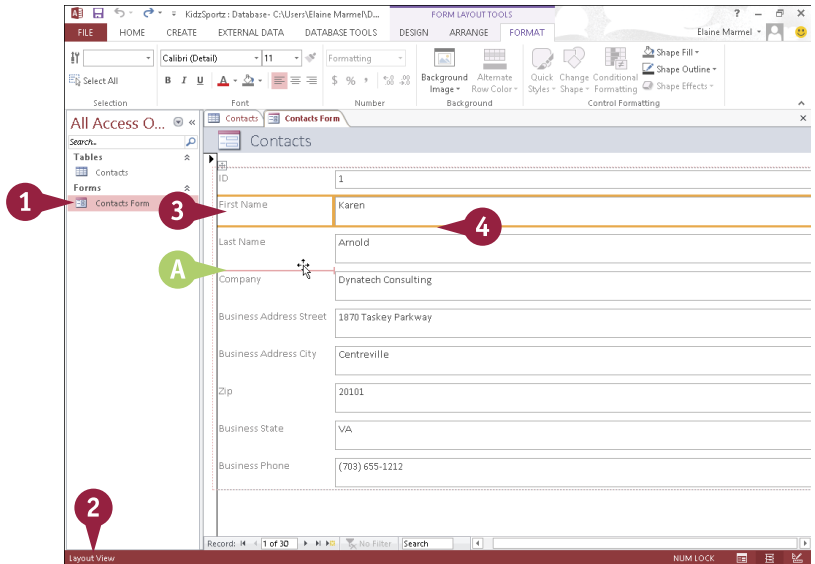 KidzSportz : Database- C:\Users\Elaine Marmel\D...
FORM LAYOUT TOOLS
?
FILE HOME CREATE EXTERNAL DATA DATABASE TOOLS DESIGN ARRANGE FORMAT Elaine Marmel
Calibri (Detail) 11 Formatting Shape Fill
Select All B I U A $ % Background Image Alternate Row Color Quick Styles Change Shape Conditional Formatting Shape Outline
Shape Effects
Selection Font Number Background Control Formatting
All Access O... «
Contacts Contacts Form
Search..
Contacts
Tables
Contacts
Forms
Contacts Form
1
2
3
4
A
ID 1
First Name Karen
Last Name Arnold
Company Dynatech Consulting
Business Address Street 1870 Taskey Parkway
Business Address City Centreville
Zip 20101
Business State VA
Business Phone (703) 655-1212
Record: 1 of 30 No Filter Search
Layout View NUM LOCK